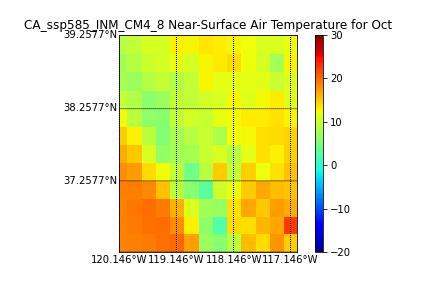 CA_ssp585_INM_CM4_8 Near-Surface Air Temperature for Oct
39.2577°N
38.2577°N
37.2577°N
120.146°W 119.146°W 118.146°W 117.146°W
30
20
10
0
−10
−20